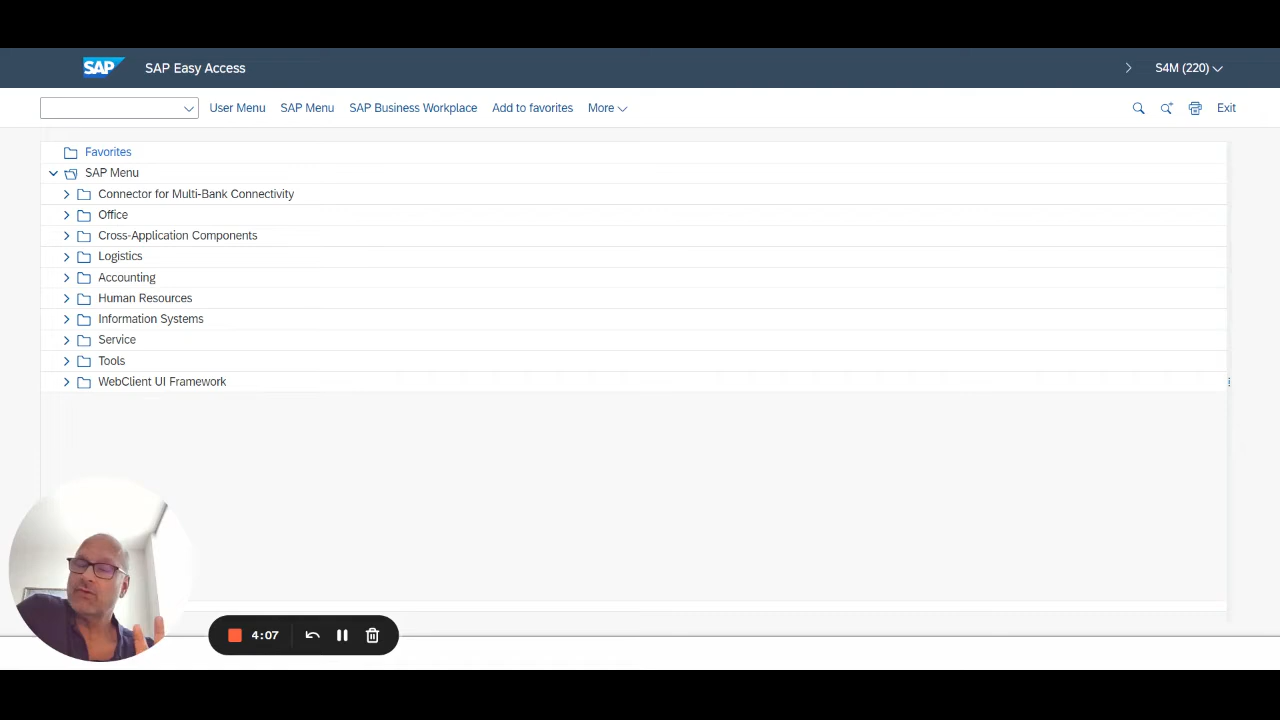 SAP SAP Easy Access S4M (220)
User Menu SAP Menu SAP Business Workplace Add to favorites More Exit
Favorites
SAP Menu
Connector for Multi-Bank Connectivity
Office
Cross-Application Components
Logistics
Accounting
Human Resources
Information Systems
Service
Tools
WebClient UI Framework
4:07